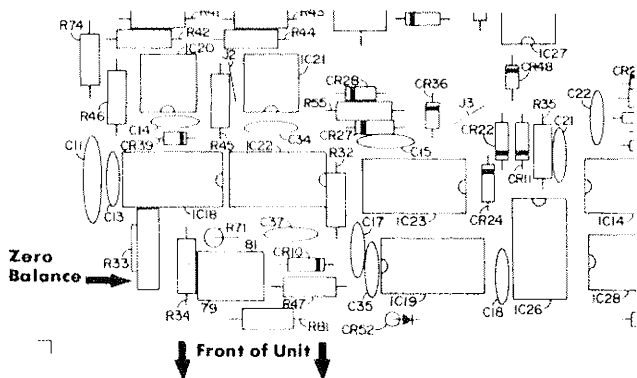 R41
R43
R74
R42
R44
IC20
J2
IC21
IC27
CR48
CR28
CR36
R55
J3
R35
C22
R46
C14
CR27
CR22
C21
C11
CR39
R45
IC22
C34
R32
C15
CR11
C13
IC18
IC23
CR24
IC14
R71
C37
C17
Zero
Balance
R33
81
CR10
R34
79
R47
C35
IC19
C18
IC26
IC28
R81
CR52
Front of Unit